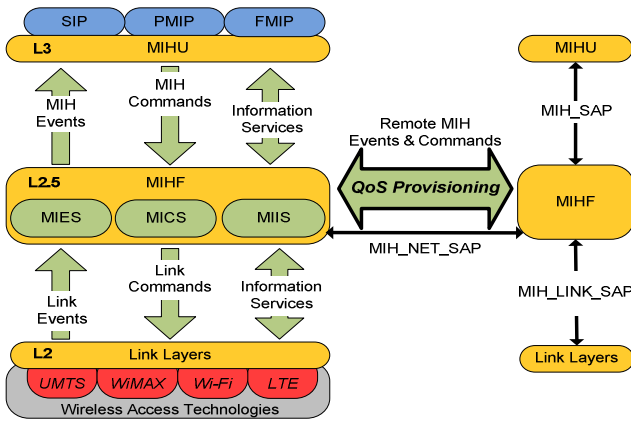 SIP PMIP FMIP
L3 MIHU
MIHU
MIH
Events
MIH
Commands
Information
Services
MIH_SAP
Remote MIH
Events & Commands
QoS Provisioning
L2.5 MIHF
MIES MICS MIIS
MIHF
MIH_NET_SAP
Link
Events
Link
Commands
Information
Services
MIH_LINK_SAP
L2 Link Layers
Link Layers
UMTS WiMAX Wi-Fi LTE
Wireless Access Technologies